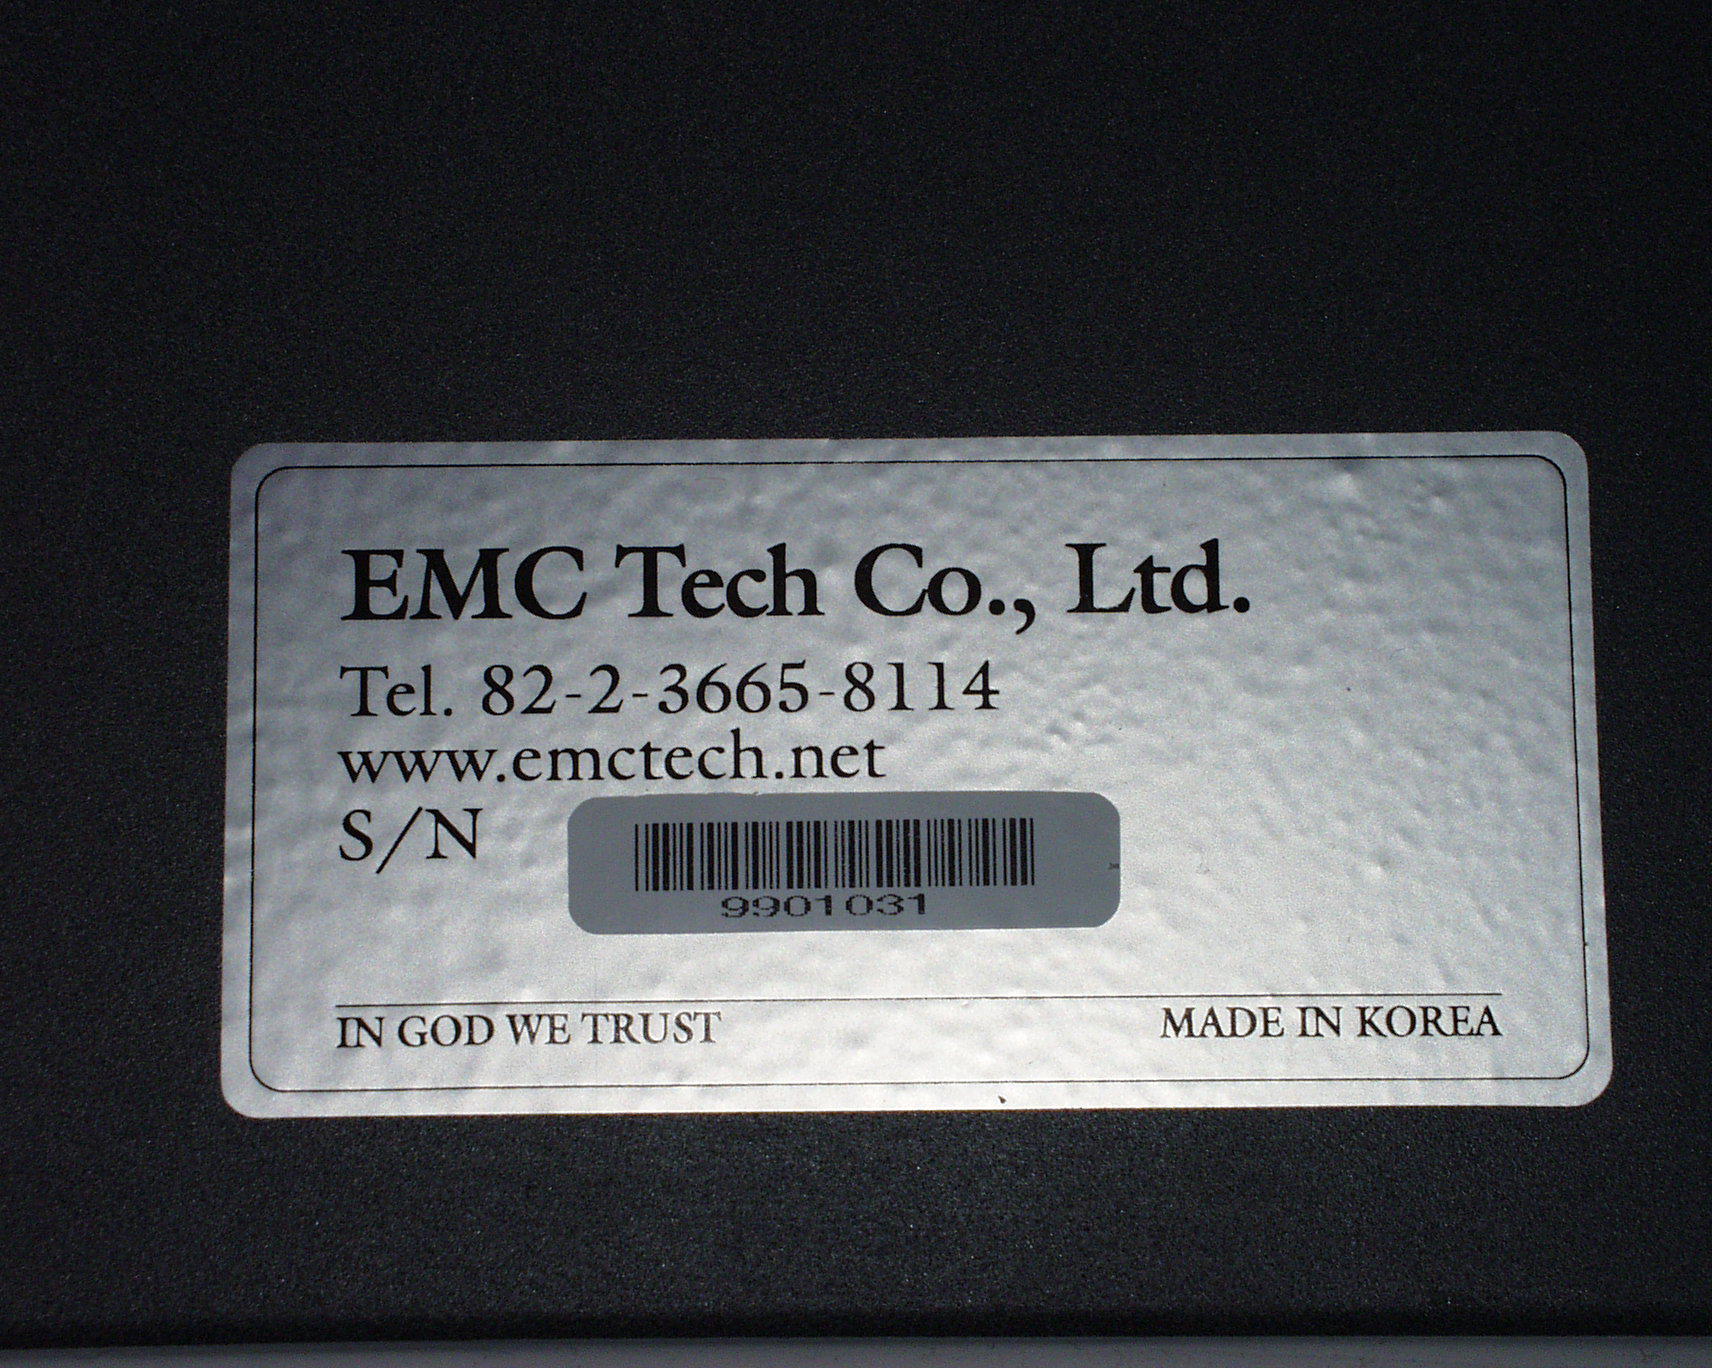 EMC Tech Co., Ltd.
Tel. 82-2-3665-8114
www.emctech.net
S/N
9901031
IN GOD WE TRUST MADE IN KOREA